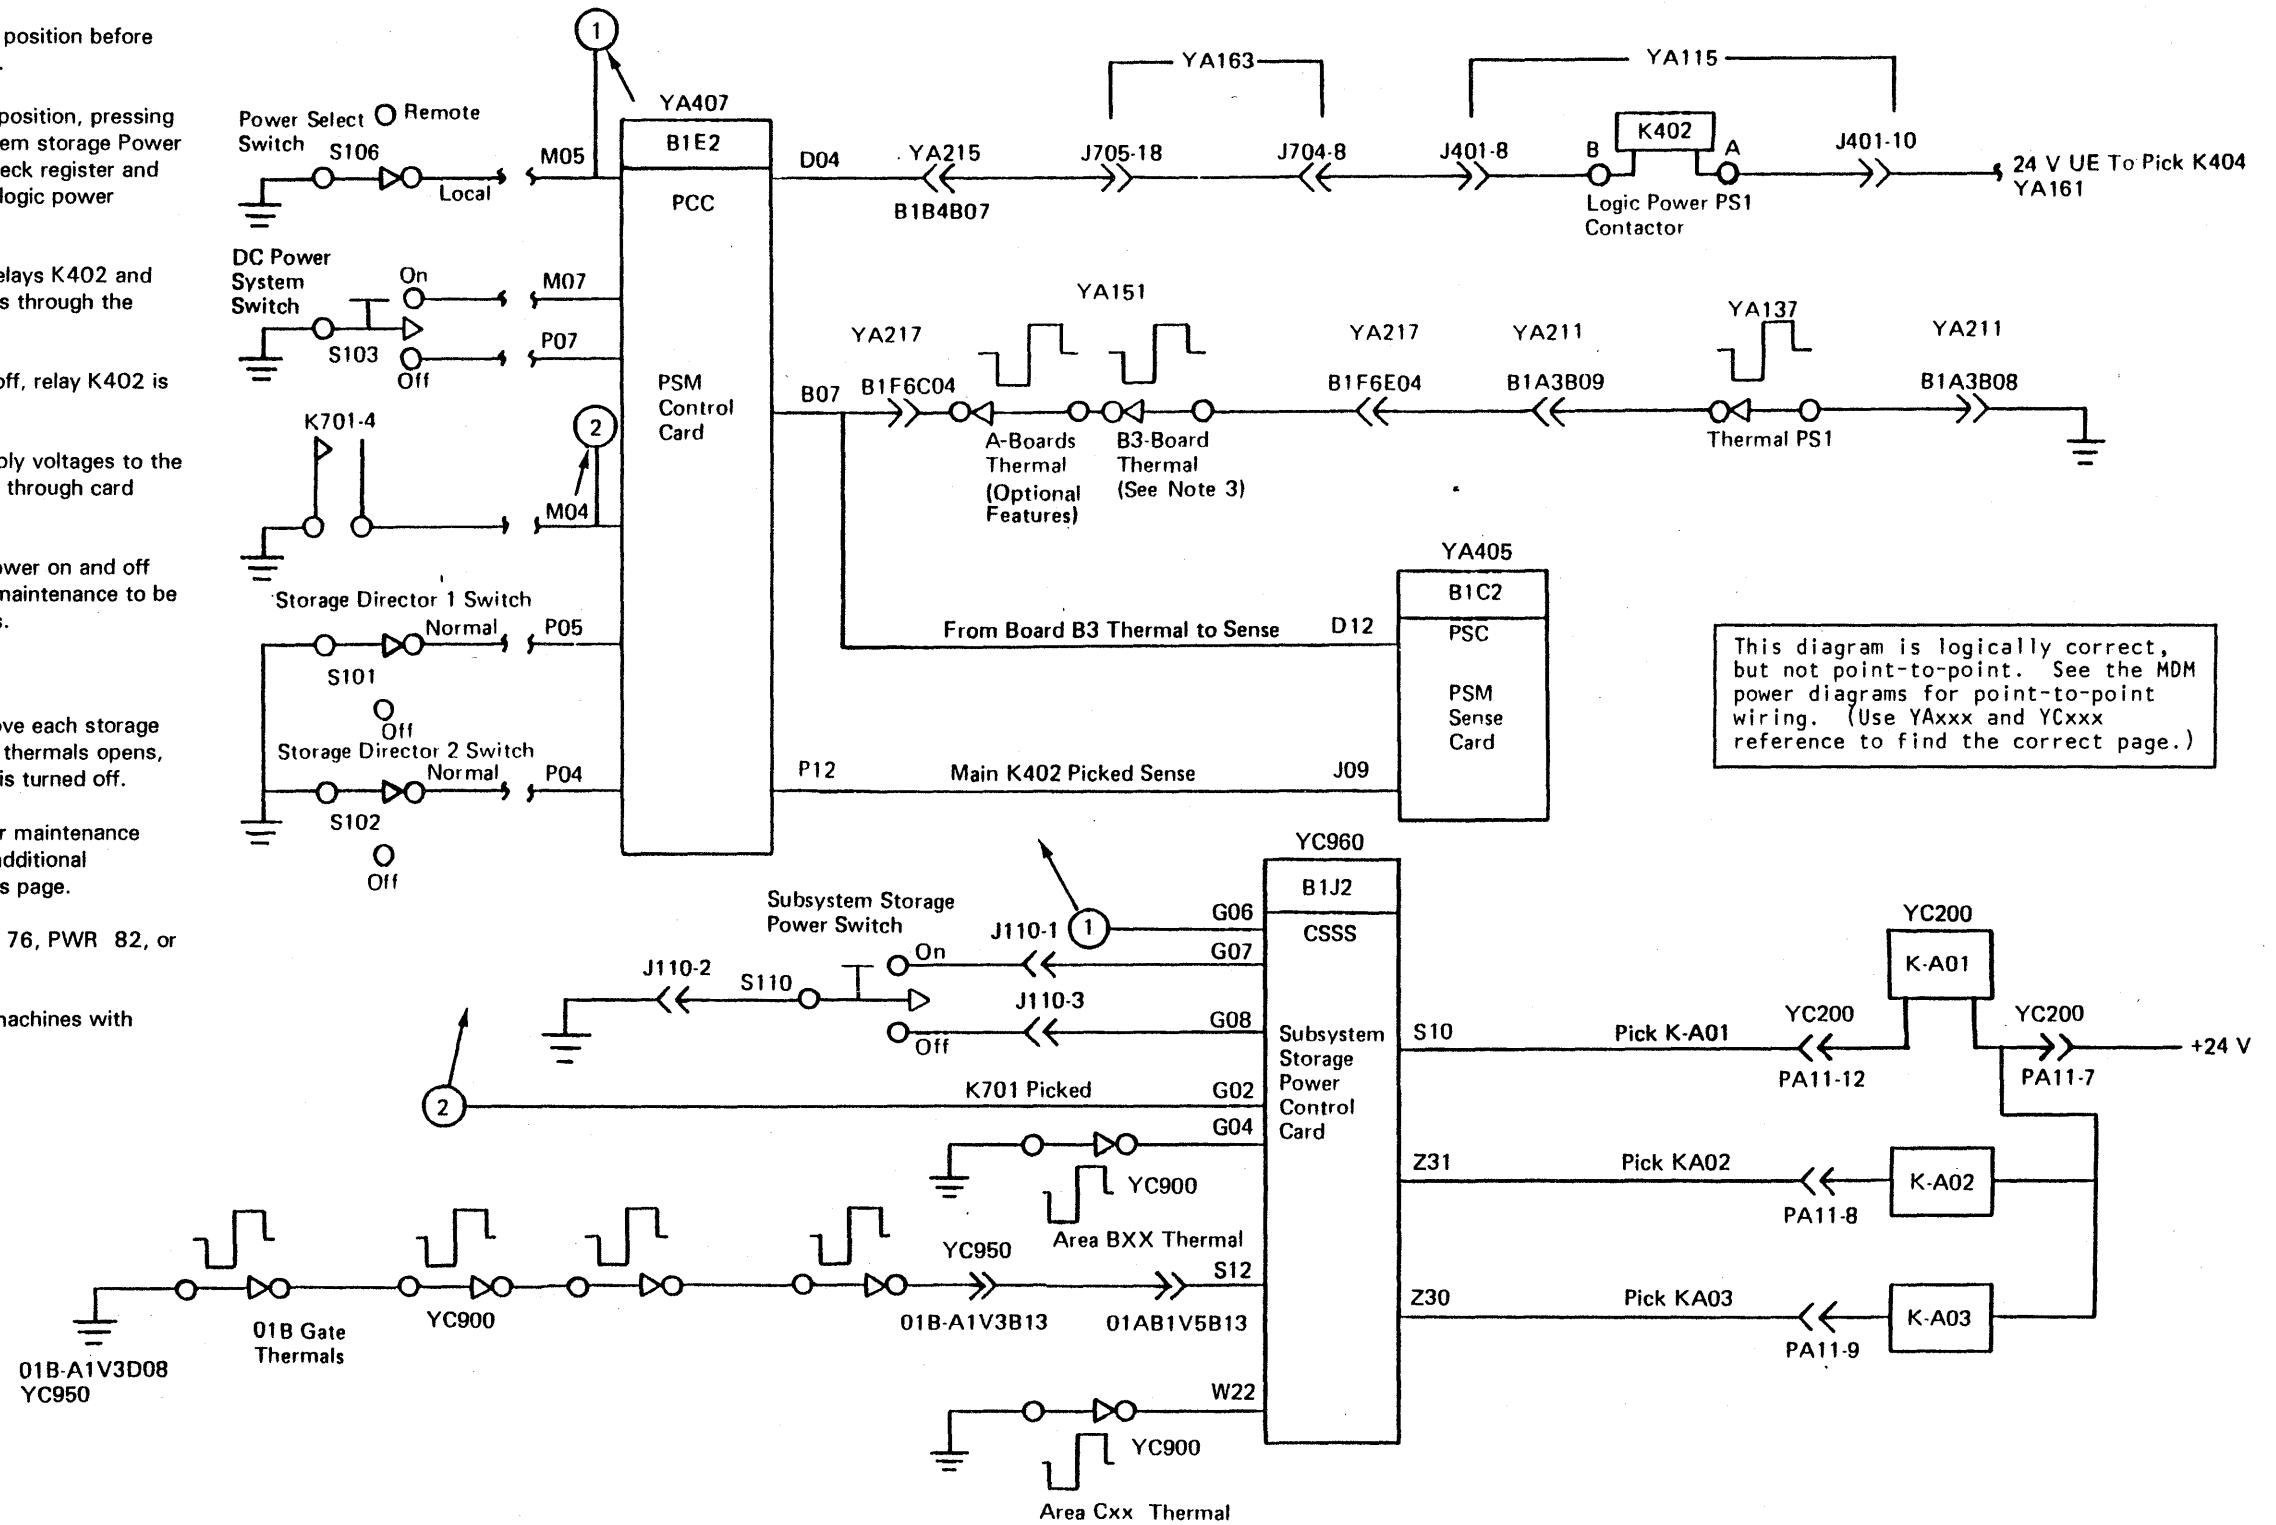 position before
.
position, pressing
em storage Power
eck register and
logic power
elays K402 and
s through the
off, relay K402 is
ply voltages to the
through card
ower on and off
maintenance to be
s.
ove each storage
thermals opens,
is turned off.
r maintenance
additional
s page.
76, PWR 82, or
machines with
1
YA407
B1E2
PCC
PSM
Control
Card
Power Select
Switch
Remote
S106
Local
M05
DC Power
System
Switch
On
M07
S103
P07
Off
K701-4
2
M04
Storage Director 1 Switch
Normal
P05
S101
Off
Storage Director 2 Switch
Normal
P04
S102
Off
YA163
YA115
D04
YA215
B1B4B07
J705-18
J704-8
J401-8
B
K402
A
J401-10
Logic Power PS1
Contactor
24 V UE To Pick K404
YA161
YA151
B07
YA217
B1F6C04
A-Boards
Thermal
(Optional
Features)
B3-Board
Thermal
(See Note 3)
YA217
B1F6E04
YA211
B1A3B09
YA137
Thermal PS1
YA211
B1A3B08
YA405
B1C2
PSC
PSM
Sense
Card
From Board B3 Thermal to Sense
D12
P12
Main K402 Picked Sense
J09
This diagram is logically correct,
but not point-to-point. See the MDM
power diagrams for point-to-point
wiring. (Use YAxxx and YCxxx
reference to find the correct page.)
YC960
B1J2
CSSS
Subsystem
Storage
Power
Control
Card
Subsystem Storage
Power Switch
1
G06
J110-1
On
G07
J110-2
S110
J110-3
Off
G08
2
K701 Picked
G02
G04
YC900
Area BXX Thermal
01B-A1V3D08
YC950
01B Gate
Thermals
YC900
YC950
01B-A1V3B13
01AB1V5B13
S12
W22
YC900
Area Cxx Thermal
S10
Pick K-A01
YC200
PA11-12
YC200
K-A01
YC200
PA11-7
+24 V
Z31
Pick KA02
PA11-8
K-A02
Z30
Pick KA03
PA11-9
K-A03